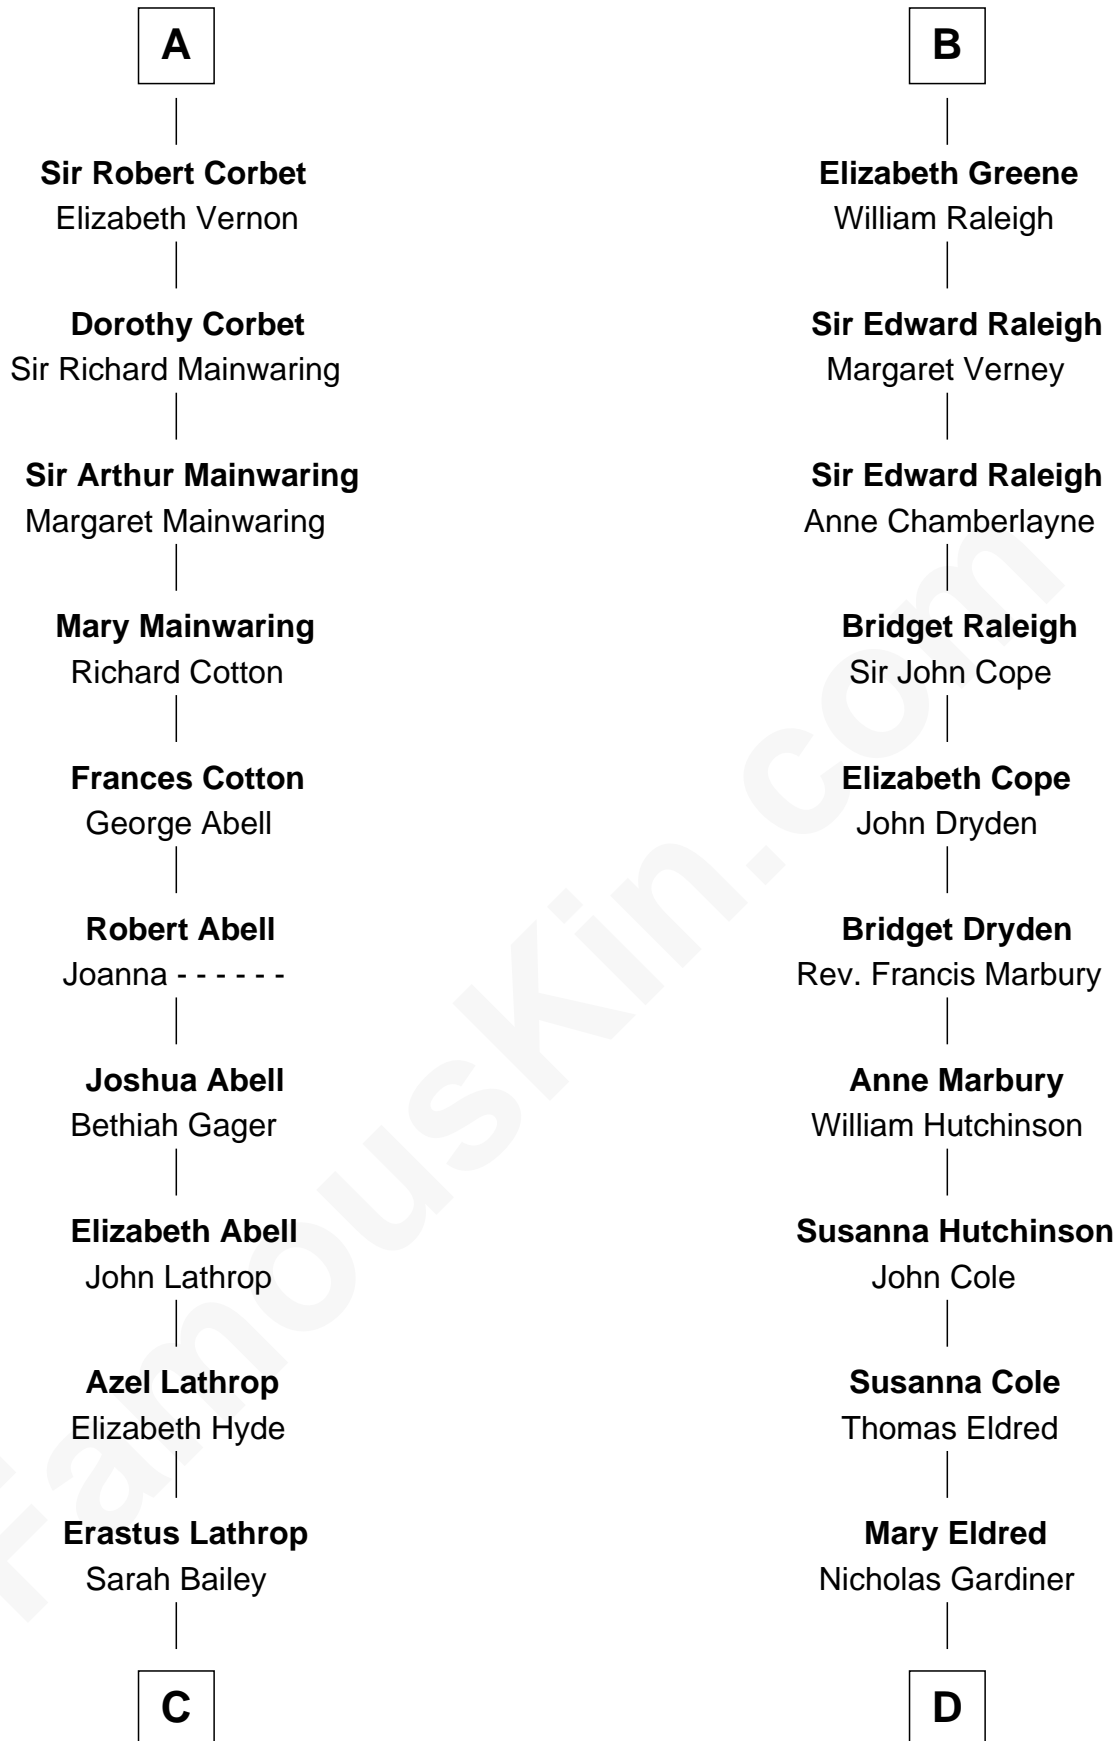 A
Sir Robert Corbet
Elizabeth Vernon
Dorothy Corbet
Sir Richard Mainwaring
Sir Arthur Mainwaring
Margaret Mainwaring
Mary Mainwaring
Richard Cotton
Frances Cotton
George Abell
Robert Abell
Joanna - - - - - -
Joshua Abell
Bethiah Gager
Elizabeth Abell
John Lathrop
Azel Lathrop
Elizabeth Hyde
Erastus Lathrop
Sarah Bailey
C
B
Elizabeth Greene
William Raleigh
Sir Edward Raleigh
Margaret Verney
Sir Edward Raleigh
Anne Chamberlayne
Bridget Raleigh
Sir John Cope
Elizabeth Cope
John Dryden
Bridget Dryden
Rev. Francis Marbury
Anne Marbury
William Hutchinson
Susanna Hutchinson
John Cole
Susanna Cole
Thomas Eldred
Mary Eldred
Nicholas Gardiner
D
FamousKin.com